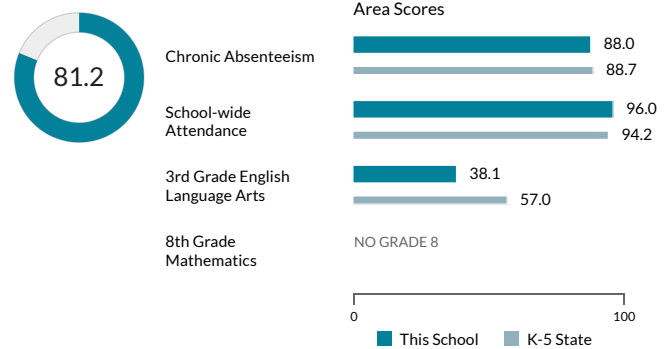 Area Scores
81.2
Chronic Absenteeism
88.0
88.7
School-wide
Attendance
96.0
94.2
3rd Grade English
Language Arts
38.1
57.0
8th Grade
Mathematics
NO GRADE 8
0
100
This School
K-5 State